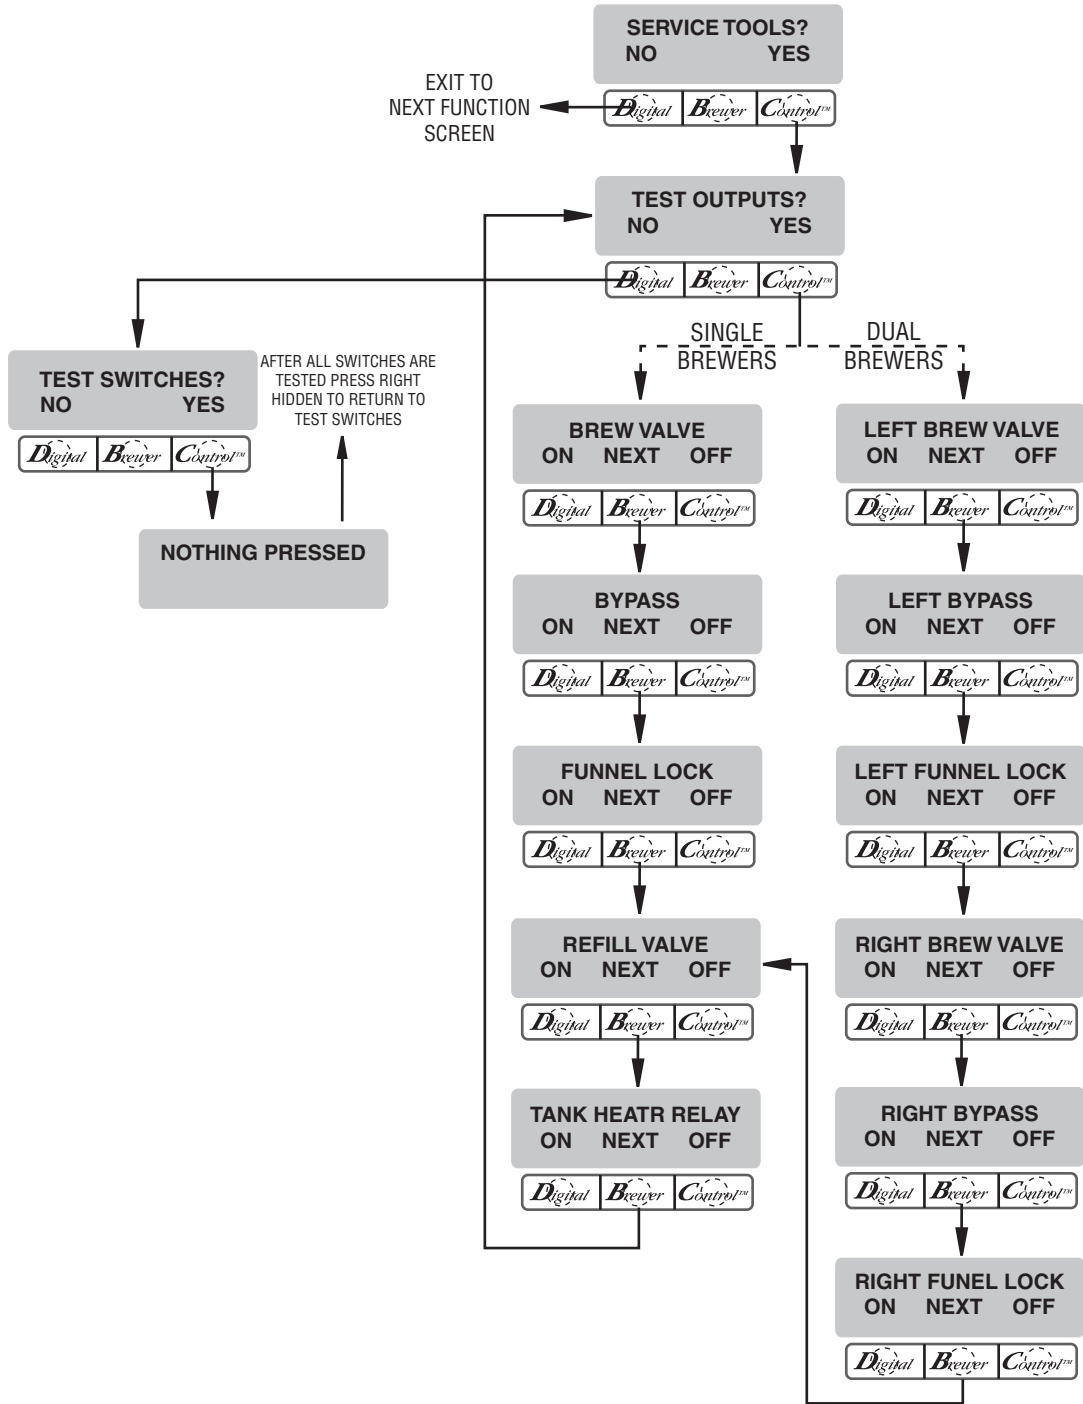 SERVICE TOOLS?
NO YES
EXIT TO
NEXT FUNCTION
SCREEN
Digital Brewer Control™
TEST OUTPUTS?
NO YES
Digital Brewer Control™
SINGLE
BREWERS
DUAL
BREWERS
TEST SWITCHES?
NO YES
Digital Brewer Control™
AFTER ALL SWITCHES ARE
TESTED PRESS RIGHT
HIDDEN TO RETURN TO
TEST SWITCHES
NOTHING PRESSED
BREW VALVE
ON NEXT OFF
Digital Brewer Control™
BYPASS
ON NEXT OFF
Digital Brewer Control™
FUNNEL LOCK
ON NEXT OFF
Digital Brewer Control™
REFILL VALVE
ON NEXT OFF
Digital Brewer Control™
TANK HEATR RELAY
ON NEXT OFF
Digital Brewer Control™
LEFT BREW VALVE
ON NEXT OFF
Digital Brewer Control™
LEFT BYPASS
ON NEXT OFF
Digital Brewer Control™
LEFT FUNNEL LOCK
ON NEXT OFF
Digital Brewer Control™
RIGHT BREW VALVE
ON NEXT OFF
Digital Brewer Control™
RIGHT BYPASS
ON NEXT OFF
Digital Brewer Control™
RIGHT FUNEL LOCK
ON NEXT OFF
Digital Brewer Control™